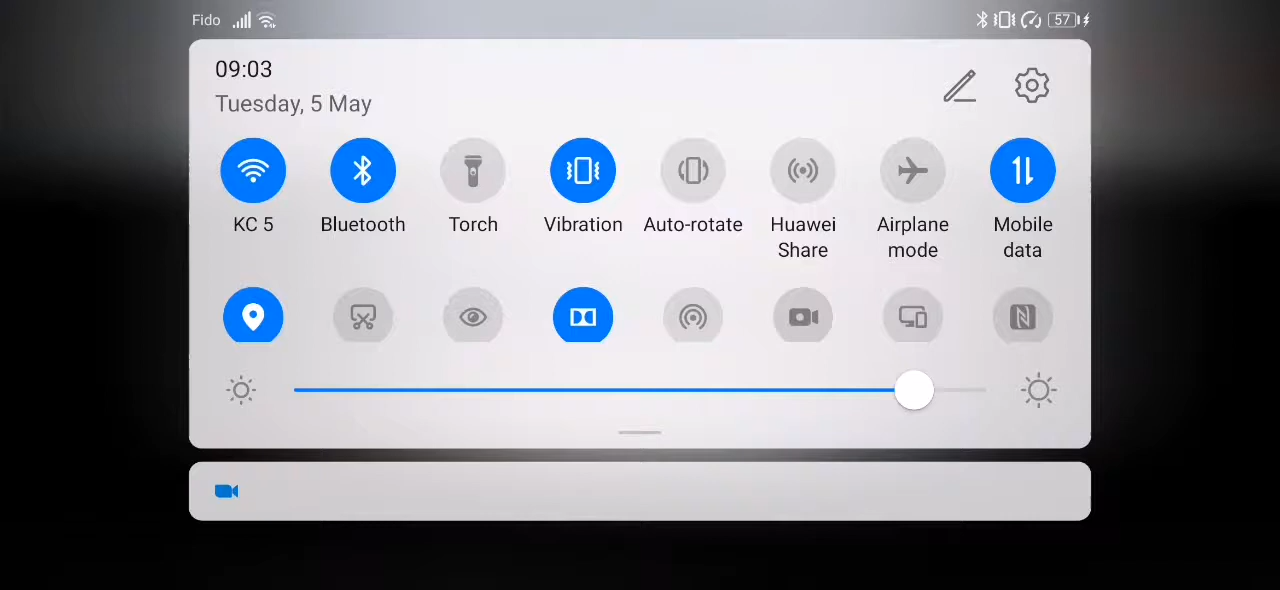 Fido
57
09:03
Tuesday, 5 May
KC 5
Bluetooth
Torch
Vibration
Auto-rotate
Huawei
Share
Airplane
mode
Mobile
data